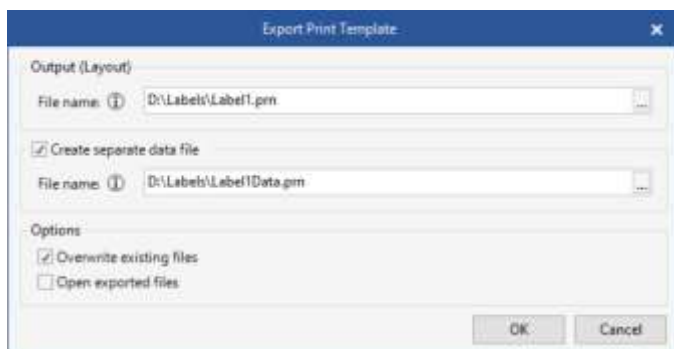 Export Print Template
Output (Layout)
File name: D:\Labels\Label1.prn ...
Create separate data file
File name: D:\Labels\Label1Data.prn ...
Options
Overwrite existing files
Open exported files
OK Cancel